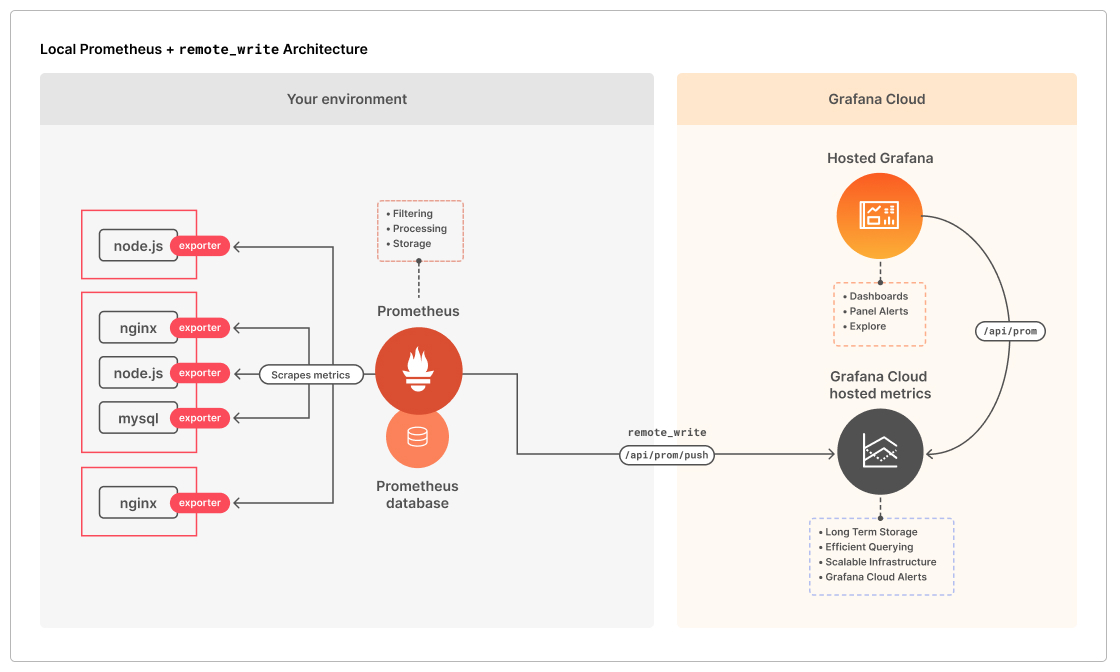 Local Prometheus + remote_write Architecture
Your environment
Grafana Cloud
node.js
exporter
nginx
exporter
node.js
exporter
mysql
exporter
nginx
exporter
Scrapes metrics
• Filtering
• Processing
• Storage
Prometheus
Prometheus
database
remote_write
/api/prom/push
Hosted Grafana
• Dashboards
• Panel Alerts
• Explore
/api/prom
Grafana Cloud
hosted metrics
• Long Term Storage
• Efficient Querying
• Scalable Infrastructure
• Grafana Cloud Alerts